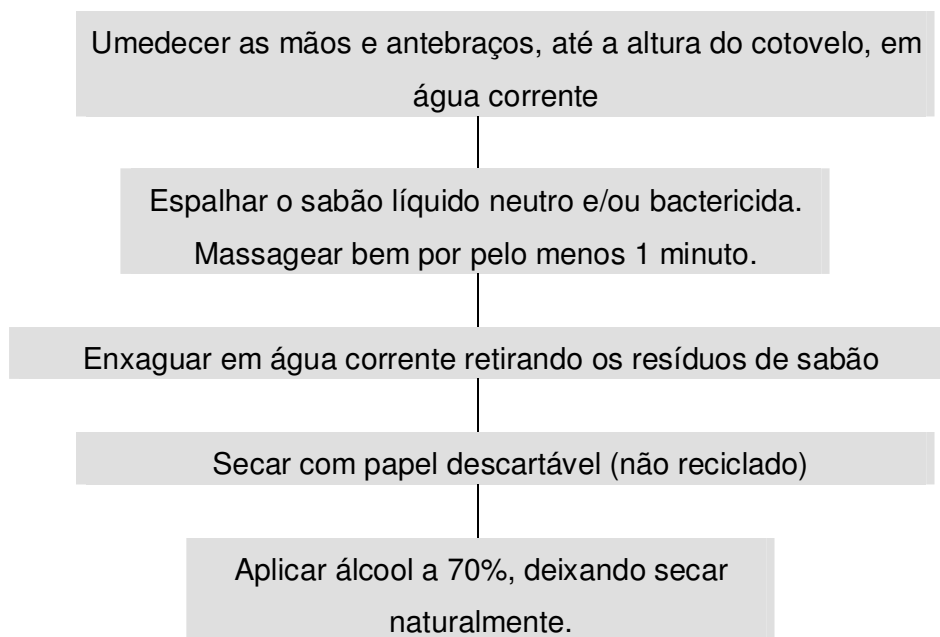 Umedecer as mãos e antebraços, até a altura do cotovelo, em
água corrente
Espalhar o sabão líquido neutro e/ou bactericida.
Massagear bem por pelo menos 1 minuto.
Enxaguar em água corrente retirando os resíduos de sabão
Secar com papel descartável (não reciclado)
Aplicar álcool a 70%, deixando secar
naturalmente.